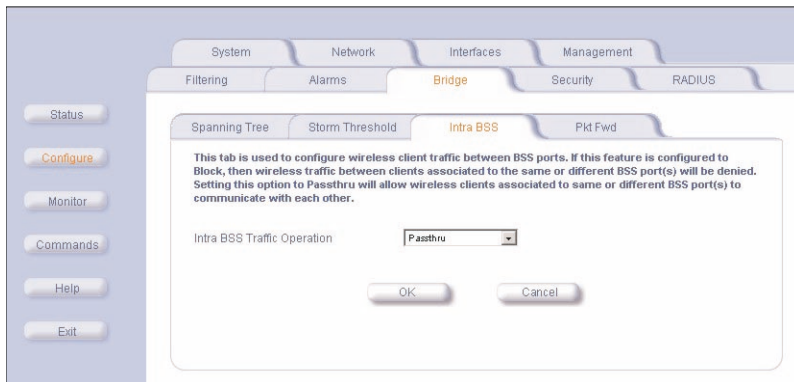 System Network Interfaces Management
Filtering Alarms Bridge Security RADIUS
Status
Configure
Monitor
Commands
Help
Exit
Spanning Tree Storm Threshold Intra BSS Pkt Fwd
This tab is used to configure wireless client traffic between BSS ports. If this feature is configured to
Block, then wireless traffic between clients associated to the same or different BSS port(s) will be denied.
Setting this option to Passthru will allow wireless clients associated to same or different BSS port(s) to
communicate with each other.
Intra BSS Traffic Operation Passthru
OK Cancel